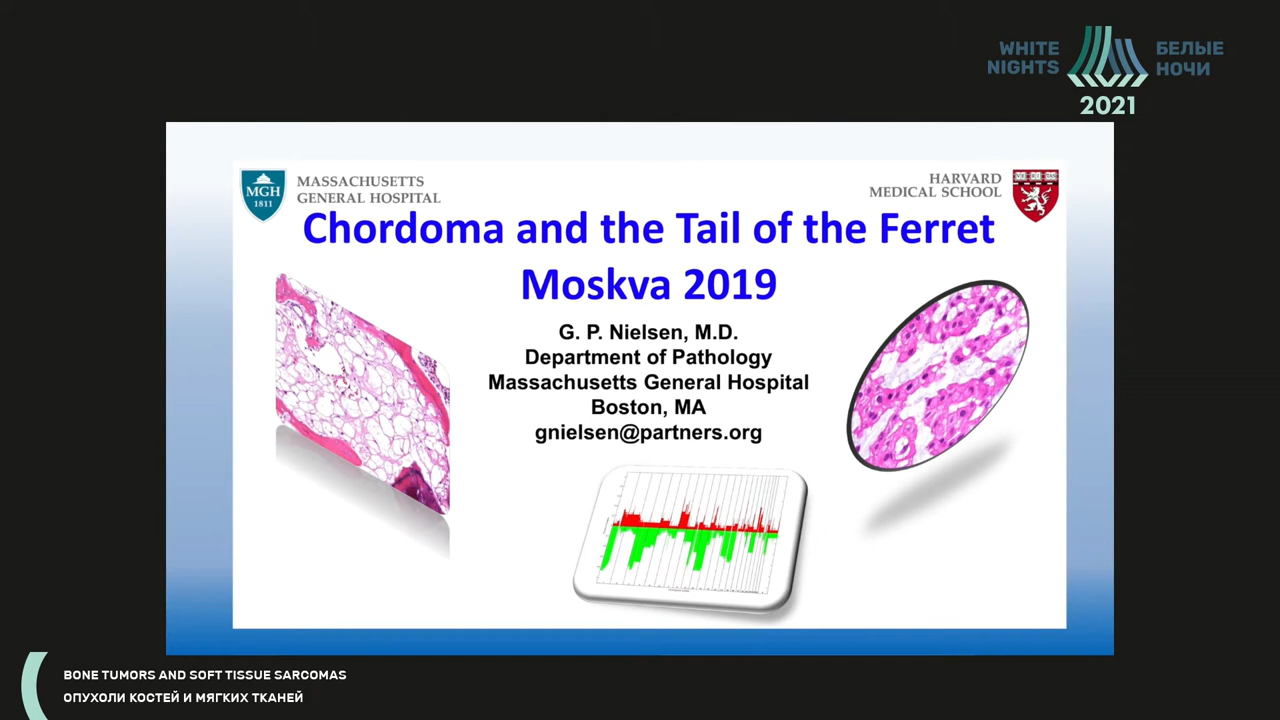 WHITE
NIGHTS
БЕЛЫЕ
НОЧИ
2021
MGH
1811
MASSACHUSETTS
GENERAL HOSPITAL
HARVARD
MEDICAL SCHOOL
Chordoma and the Tail of the Ferret
Moskva 2019
G. P. Nielsen, M.D.
Department of Pathology
Massachusetts General Hospital
Boston, MA
gnielsen@partners.org
BONE TUMORS AND SOFT TISSUE SARCOMAS
ОПУХОЛИ КОСТЕЙ И МЯГКИХ ТКАНЕЙ